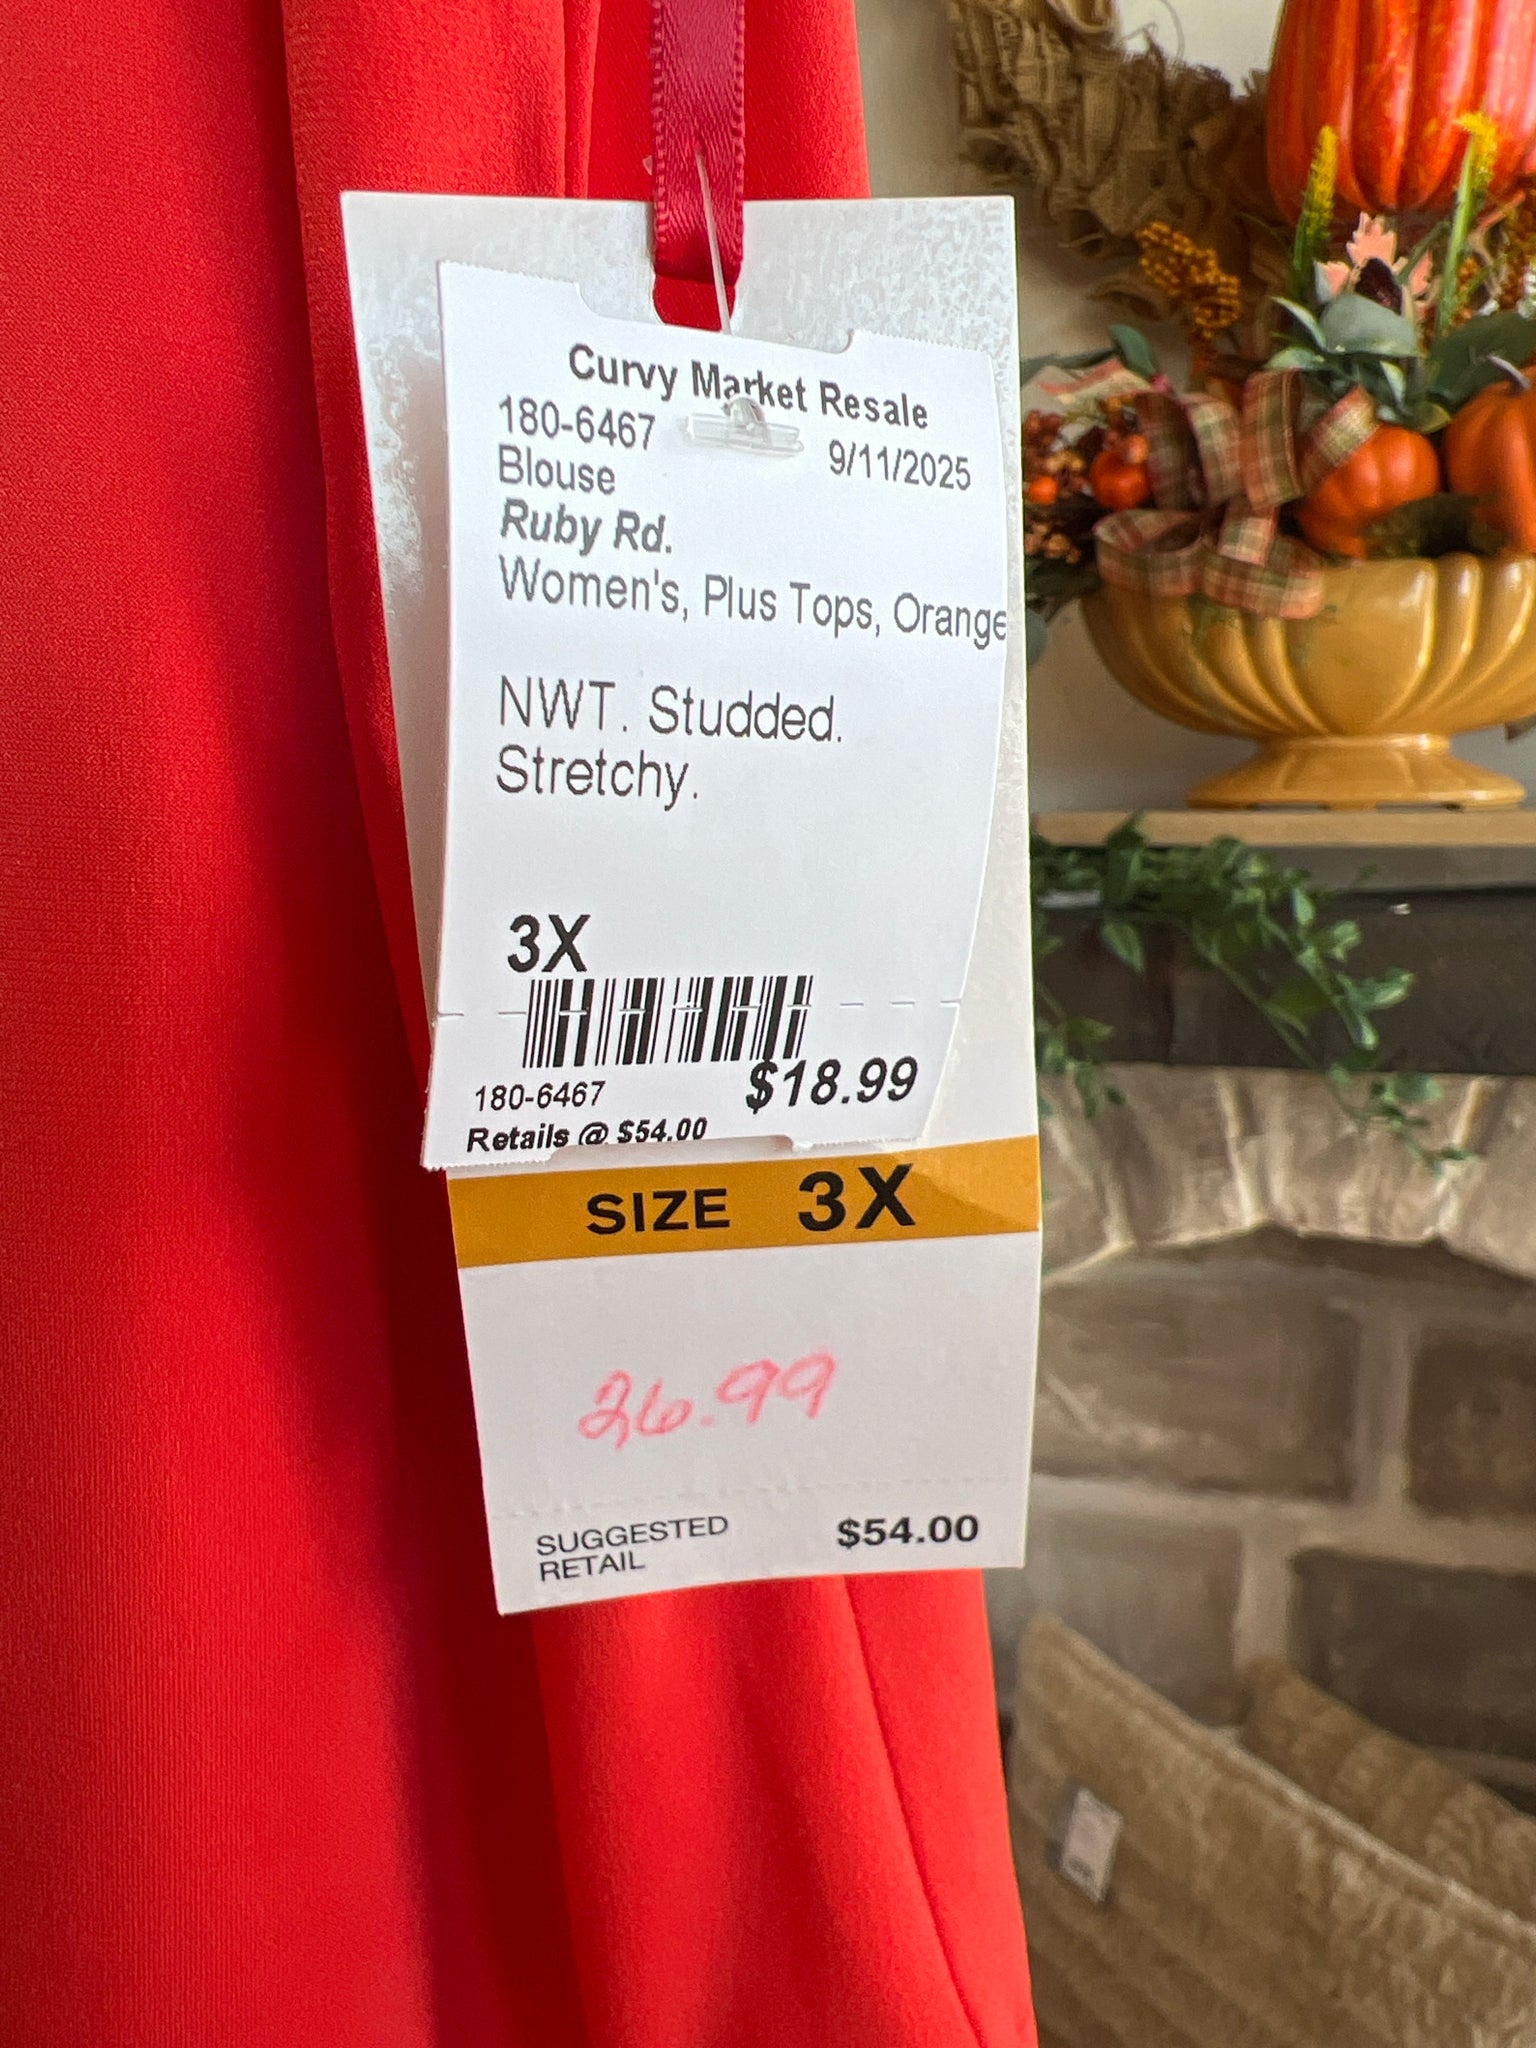 Curvy Market Resale
180-6467 9/11/2025
Blouse
Ruby Rd.
Women's, Plus Tops, Orange
NWT. Studded.
Stretchy.
3X
180-6467 $18.99
Retails @ $54.00
SIZE 3X
26.99
SUGGESTED
RETAIL $54.00